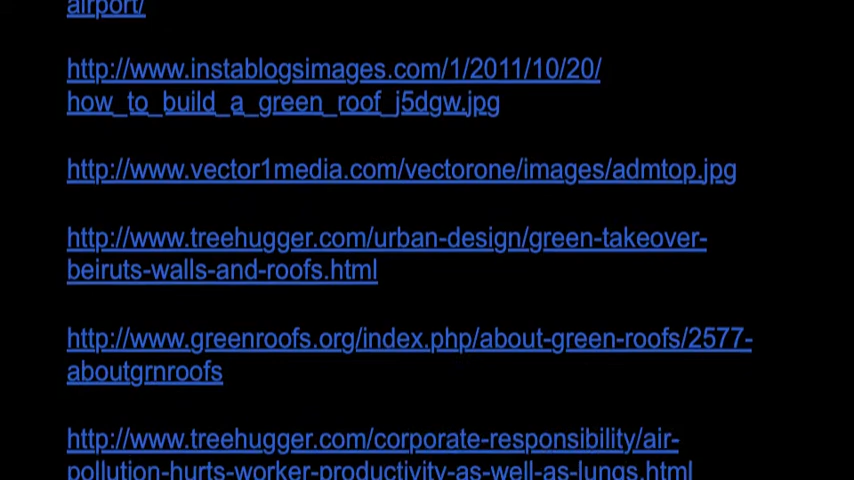 airport/
http://www.instablogsimages.com/1/2011/10/20/
how_to_build_a_green_roof_j5dgw.jpg
http://www.vector1media.com/vectorone/images/admtop.jpg
http://www.treehugger.com/urban-design/green-takeover-
beiruts-walls-and-roofs.html
http://www.greenroofs.org/index.php/about-green-roofs/2577-
aboutgrnroofs
http://www.treehugger.com/corporate-responsibility/air-
pollution-hurts-worker-productivity-as-well-as-lungs.html